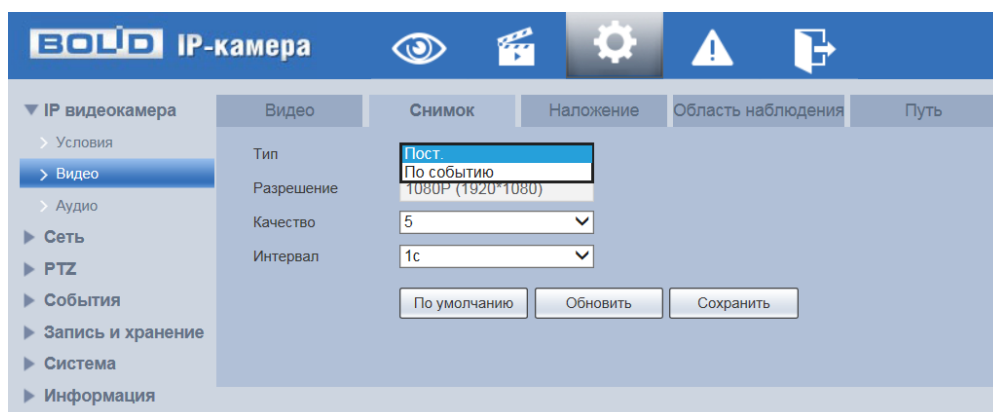 BOLID IP-камера
IP видеокамера
Условия
Видео
Аудио
Сеть
PTZ
События
Запись и хранение
Система
Информация
Видео
Снимок
Наложение
Область наблюдения
Путь
Тип
Пост.
По событию
Разрешение
1080P (1920*1080)
Качество
5
Интервал
1с
По умолчанию
Обновить
Сохранить